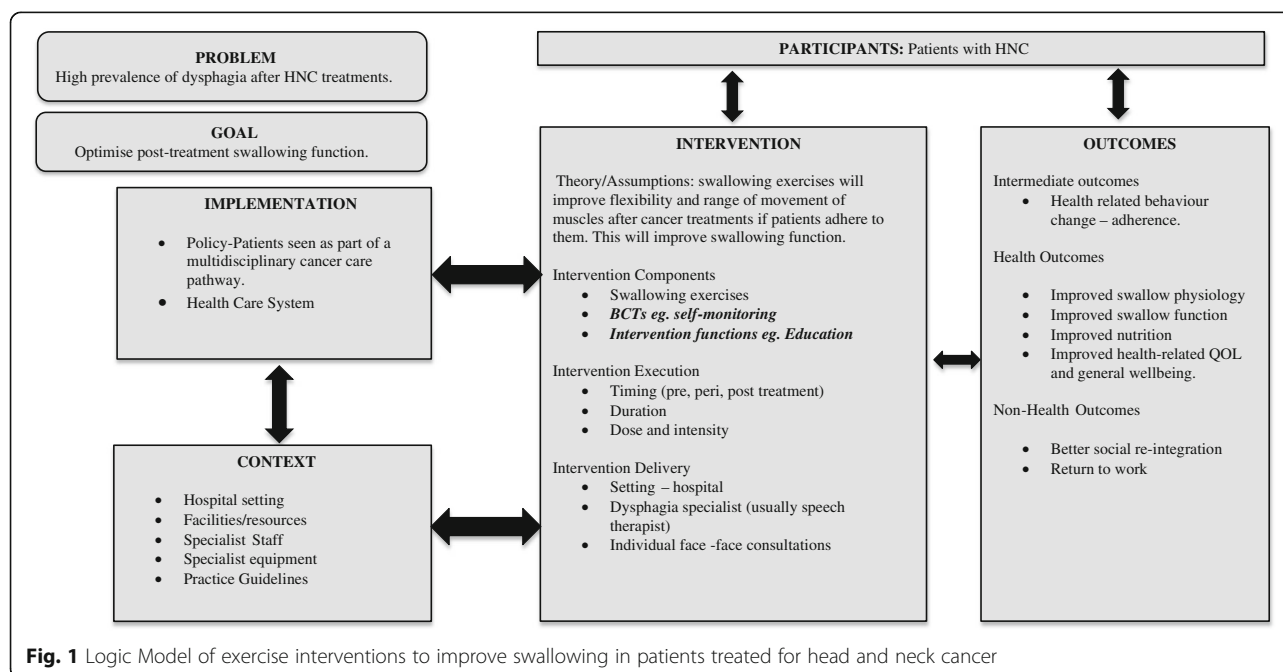 PROBLEM
High prevalence of dysphagia after HNC treatments.
GOAL
Optimise post-treatment swallowing function.
PARTICIPANTS: Patients with HNC
IMPLEMENTATION
• Policy-Patients seen as part of a
multidisciplinary cancer care
pathway.
• Health Care System
CONTEXT
• Hospital setting
• Facilities/resources
• Specialist Staff
• Specialist equipment
• Practice Guidelines
INTERVENTION
Theory/Assumptions: swallowing exercises will
improve flexibility and range of movement of
muscles after cancer treatments if patients adhere to
them. This will improve swallowing function.
Intervention Components
• Swallowing exercises
• BCTs eg. self-monitoring
• Intervention functions eg. Education
Intervention Execution
• Timing (pre, peri, post treatment)
• Duration
• Dose and intensity
Intervention Delivery
• Setting – hospital
• Dysphagia specialist (usually speech
therapist)
• Individual face -face consultations
OUTCOMES
Intermediate outcomes
• Health related behaviour
change – adherence.
Health Outcomes
• Improved swallow physiology
• Improved swallow function
• Improved nutrition
• Improved health-related QOL
and general wellbeing.
Non-Health Outcomes
• Better social re-integration
• Return to work
Fig. 1 Logic Model of exercise interventions to improve swallowing in patients treated for head and neck cancer